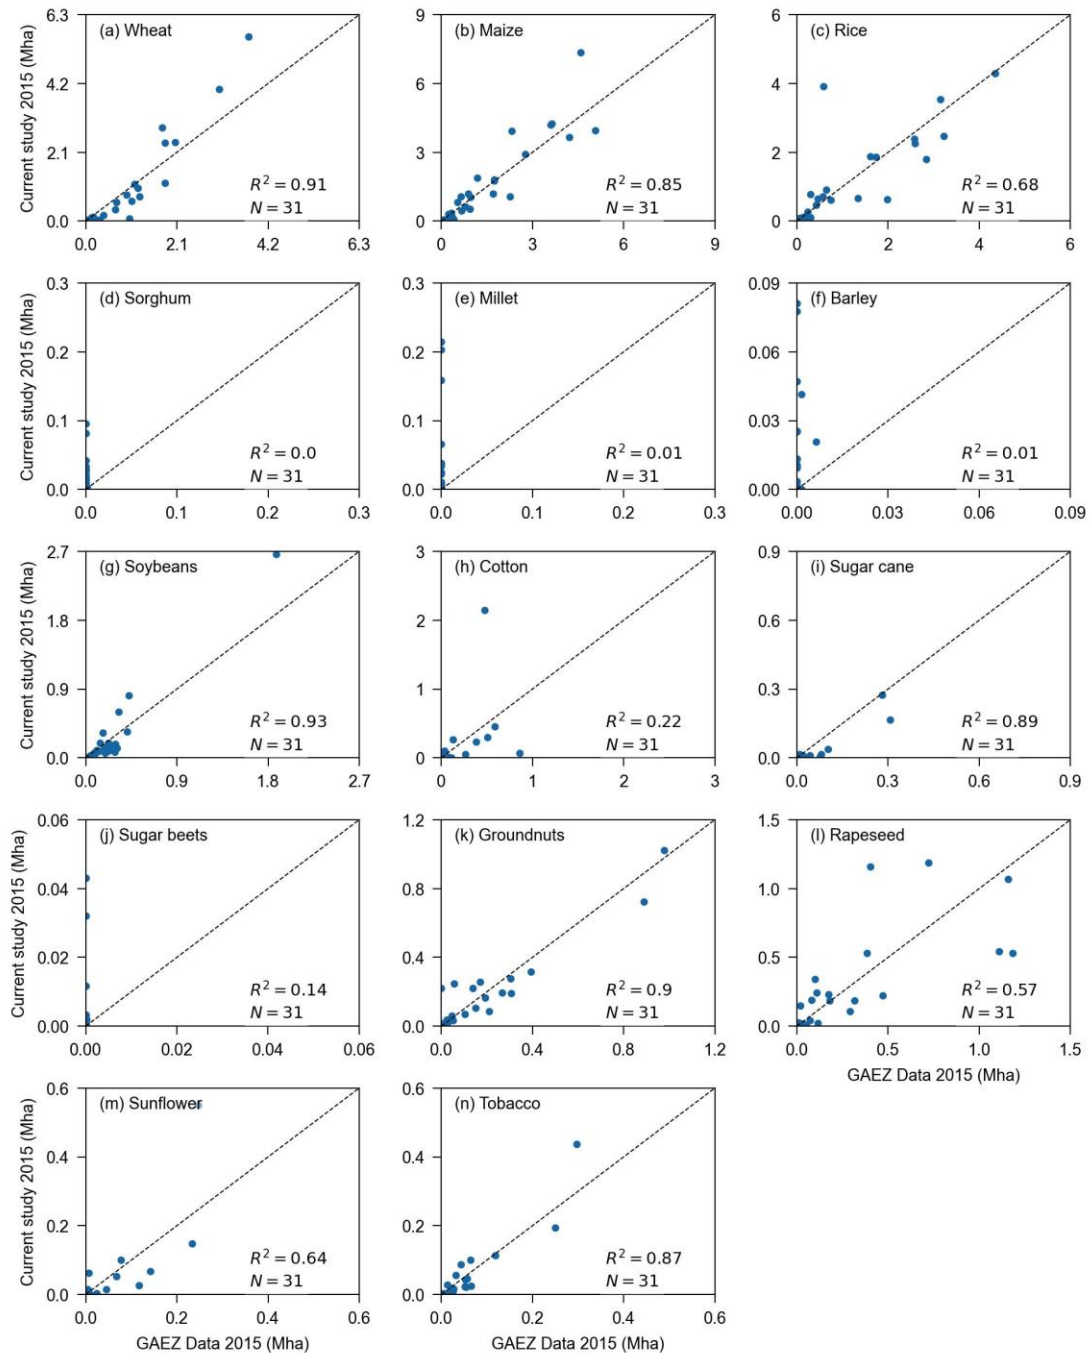 (a) Wheat
Current study 2015 (Mha)
6.3
4.2
2.1
0.0
R² = 0.91
N = 31
0.0 2.1 4.2 6.3
(b) Maize
9
6
3
0
R² = 0.85
N = 31
0 3 6 9
(c) Rice
6
4
2
0
R² = 0.68
N = 31
0 2 4 6
(d) Sorghum
Current study 2015 (Mha)
0.3
0.2
0.1
0.0
R² = 0.0
N = 31
0.0 0.1 0.2 0.3
(e) Millet
0.3
0.2
0.1
0.0
R² = 0.01
N = 31
0.0 0.1 0.2 0.3
(f) Barley
0.09
0.06
0.03
0.00
R² = 0.01
N = 31
0.00 0.03 0.06 0.09
(g) Soybeans
Current study 2015 (Mha)
2.7
1.8
0.9
0.0
R² = 0.93
N = 31
0.0 0.9 1.8 2.7
(h) Cotton
3
2
1
0
R² = 0.22
N = 31
0 1 2 3
(i) Sugar cane
0.9
0.6
0.3
0.0
R² = 0.89
N = 31
0.0 0.3 0.6 0.9
(j) Sugar beets
Current study 2015 (Mha)
0.06
0.04
0.02
0.00
R² = 0.14
N = 31
0.00 0.02 0.04 0.06
(k) Groundnuts
1.2
0.8
0.4
0.0
R² = 0.9
N = 31
0.0 0.4 0.8 1.2
(l) Rapeseed
1.5
1.0
0.5
0.0
R² = 0.57
N = 31
0.0 0.5 1.0 1.5
GAEZ Data 2015 (Mha)
(m) Sunflower
Current study 2015 (Mha)
0.6
0.4
0.2
0.0
R² = 0.64
N = 31
0.0 0.2 0.4 0.6
GAEZ Data 2015 (Mha)
(n) Tobacco
0.6
0.4
0.2
0.0
R² = 0.87
N = 31
0.0 0.2 0.4 0.6
GAEZ Data 2015 (Mha)